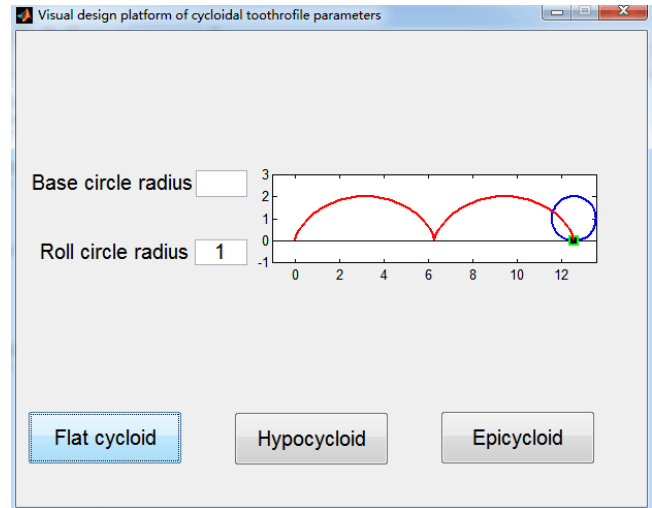 Visual design platform of cycloidal toothrofile parameters
Base circle radius
Roll circle radius 1
3
2
1
0
-1
0 2 4 6 8 10 12
Flat cycloid Hypocycloid Epicycloid